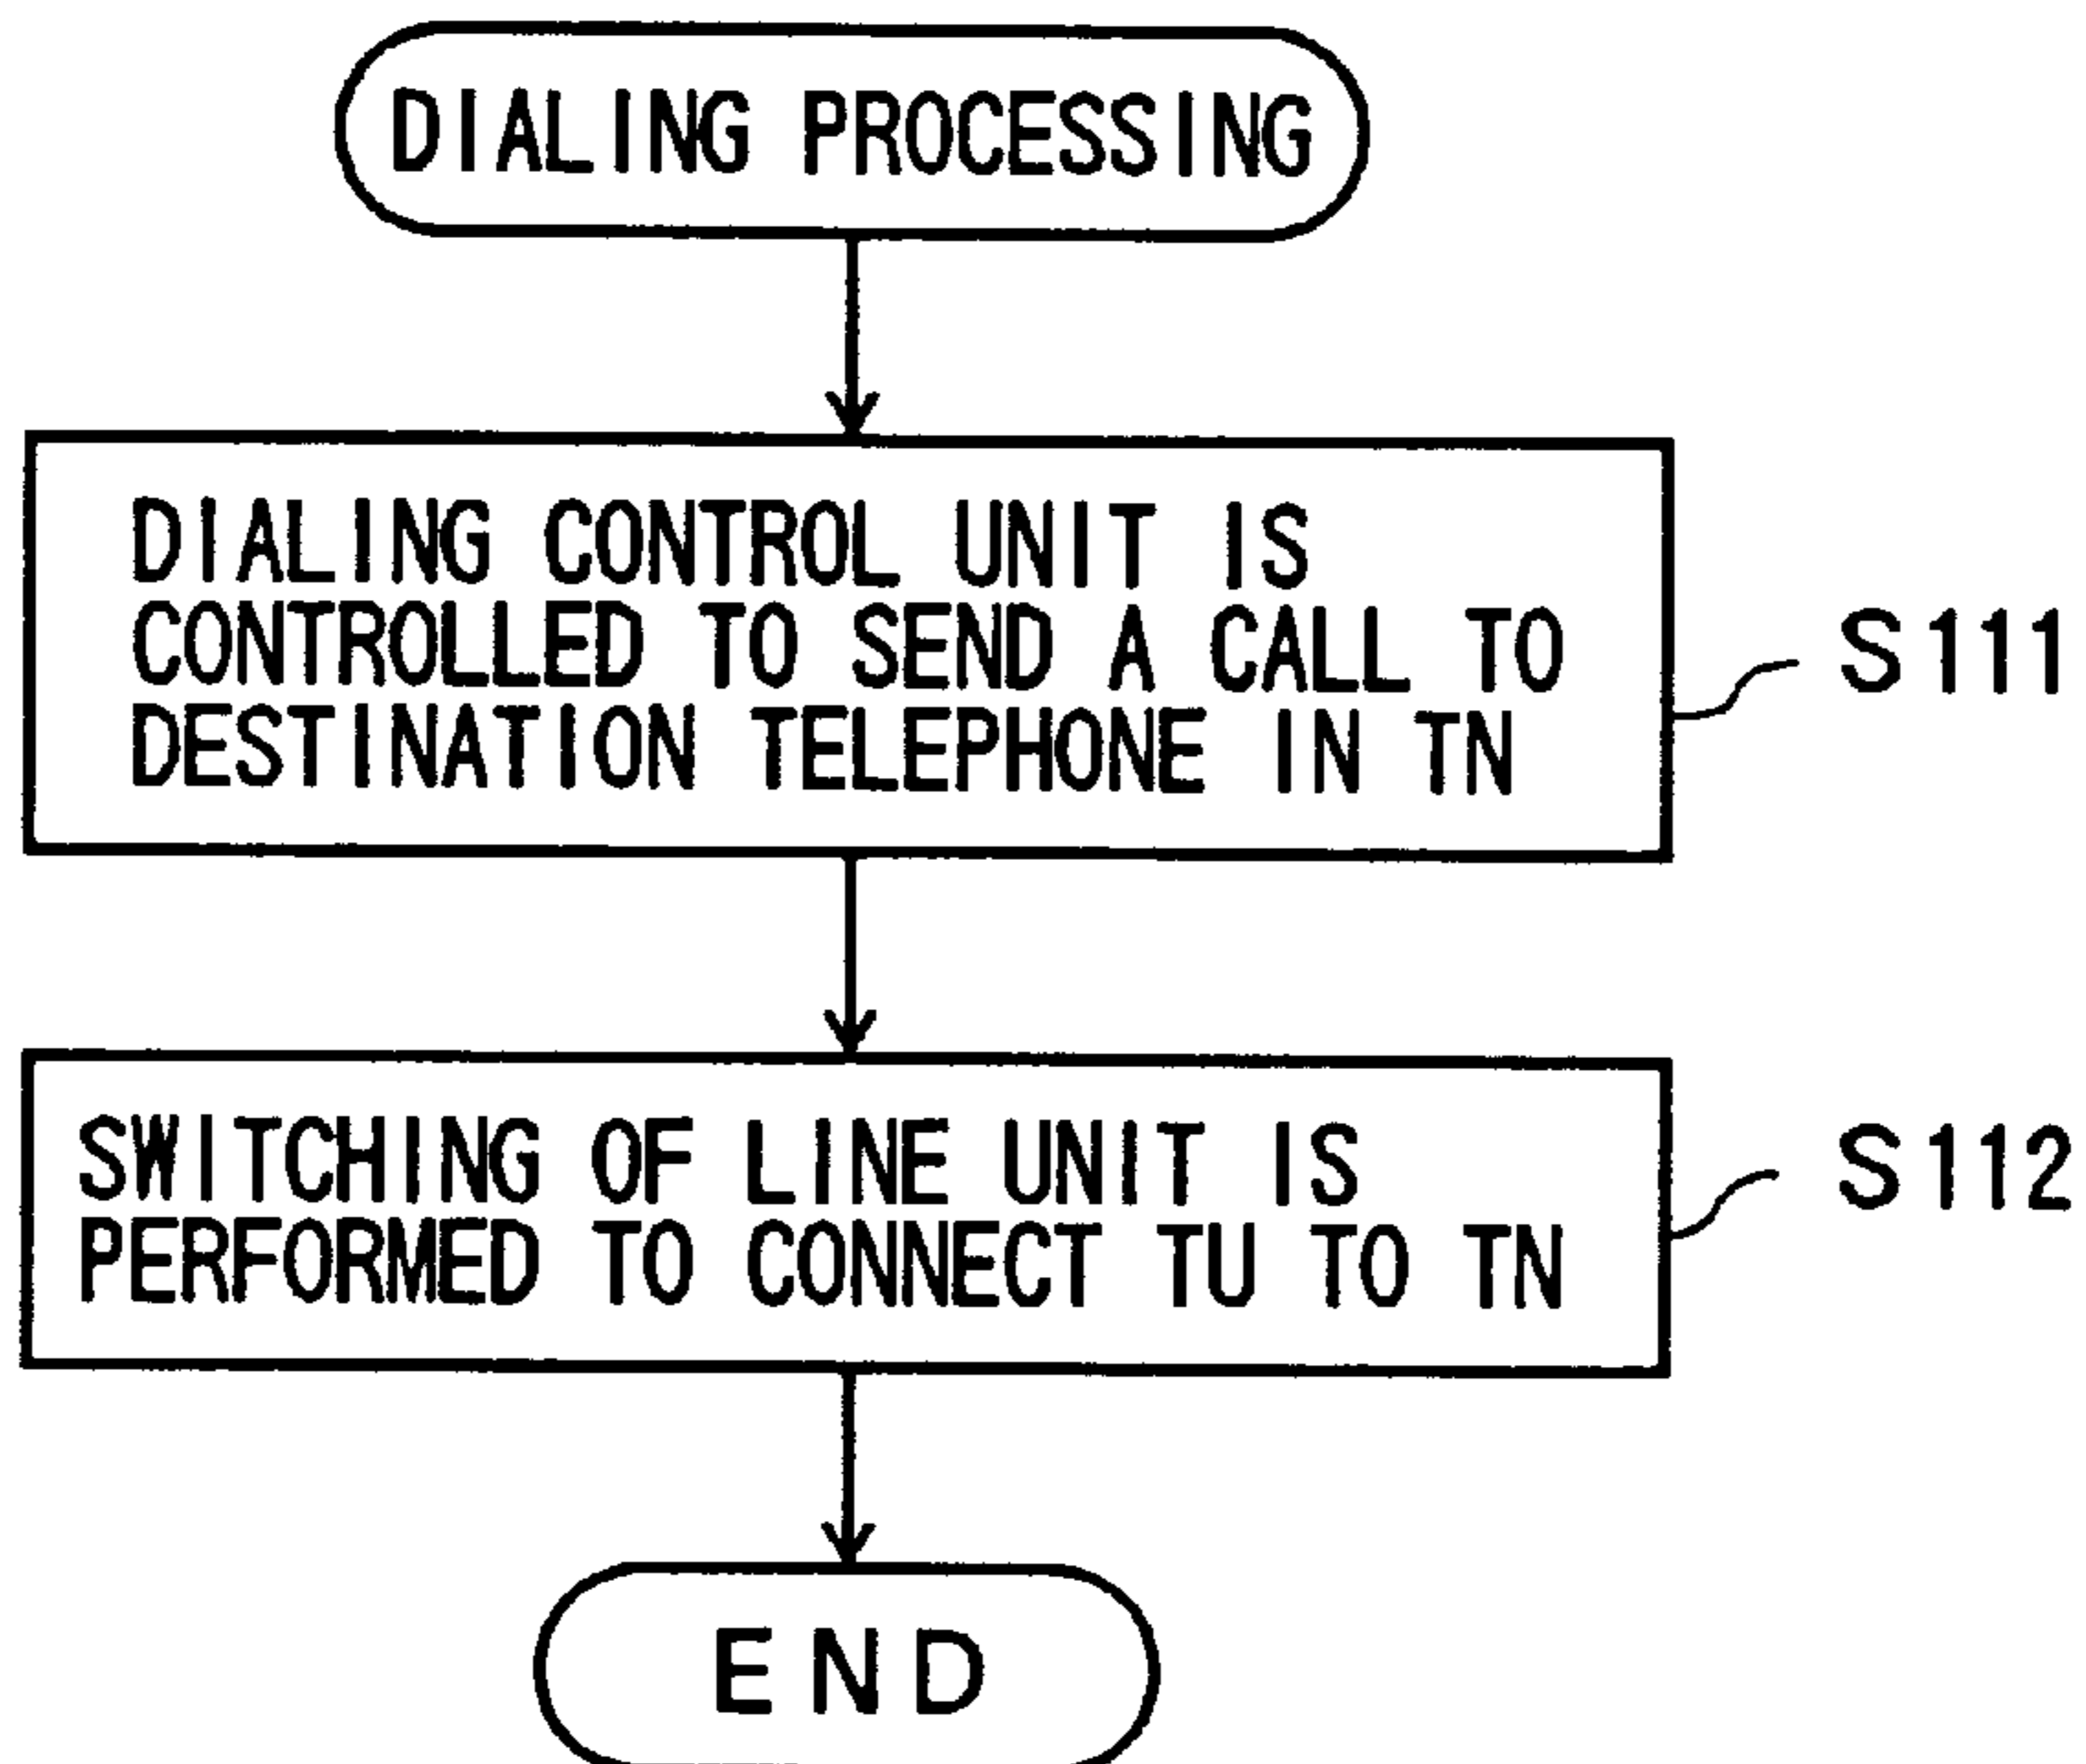 DIALING PROCESSING
DIALING CONTROL UNIT IS
CONTROLLED TO SEND A CALL TO
DESTINATION TELEPHONE IN TN
S111
SWITCHING OF LINE UNIT IS
PERFORMED TO CONNECT TU TO TN
S112
END